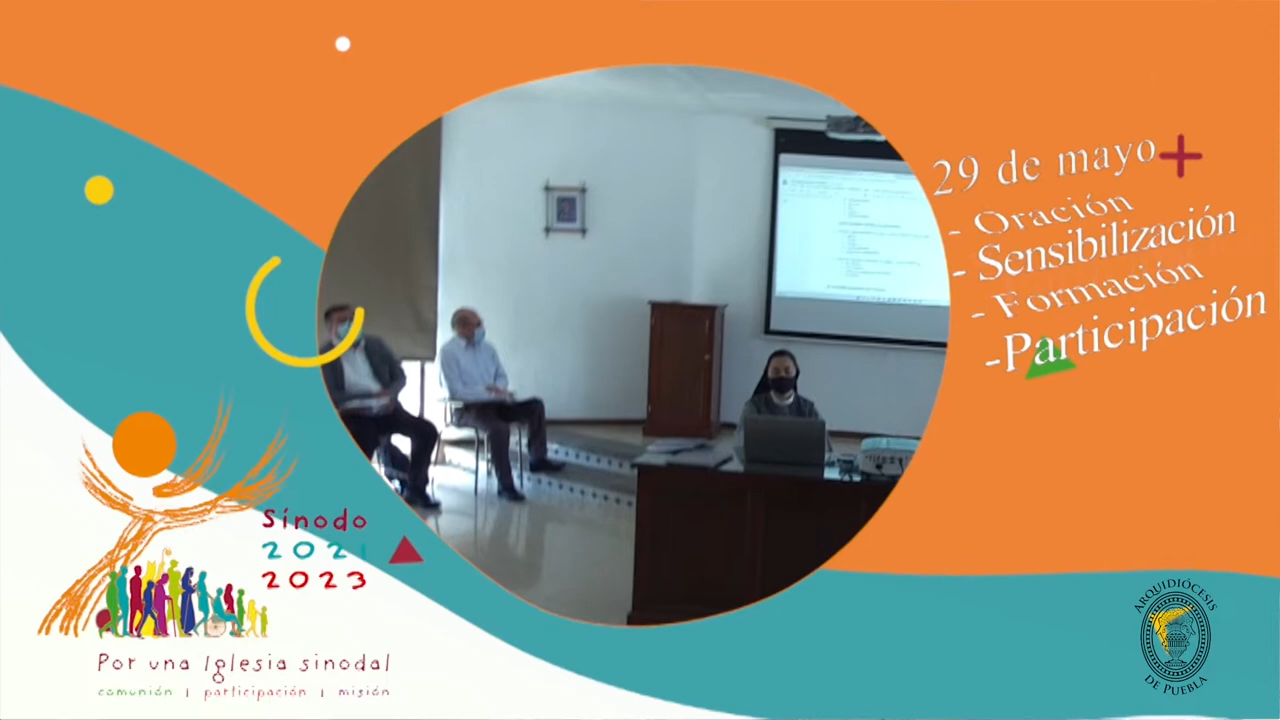 29 de mayo
- Oración
- Sensibilización
- Formación
-Participación
Sínodo
2021
2023
Por una Iglesia sinodal
comunión | participación | misión
ARQUIDIÓCESIS
DE PUEBLA